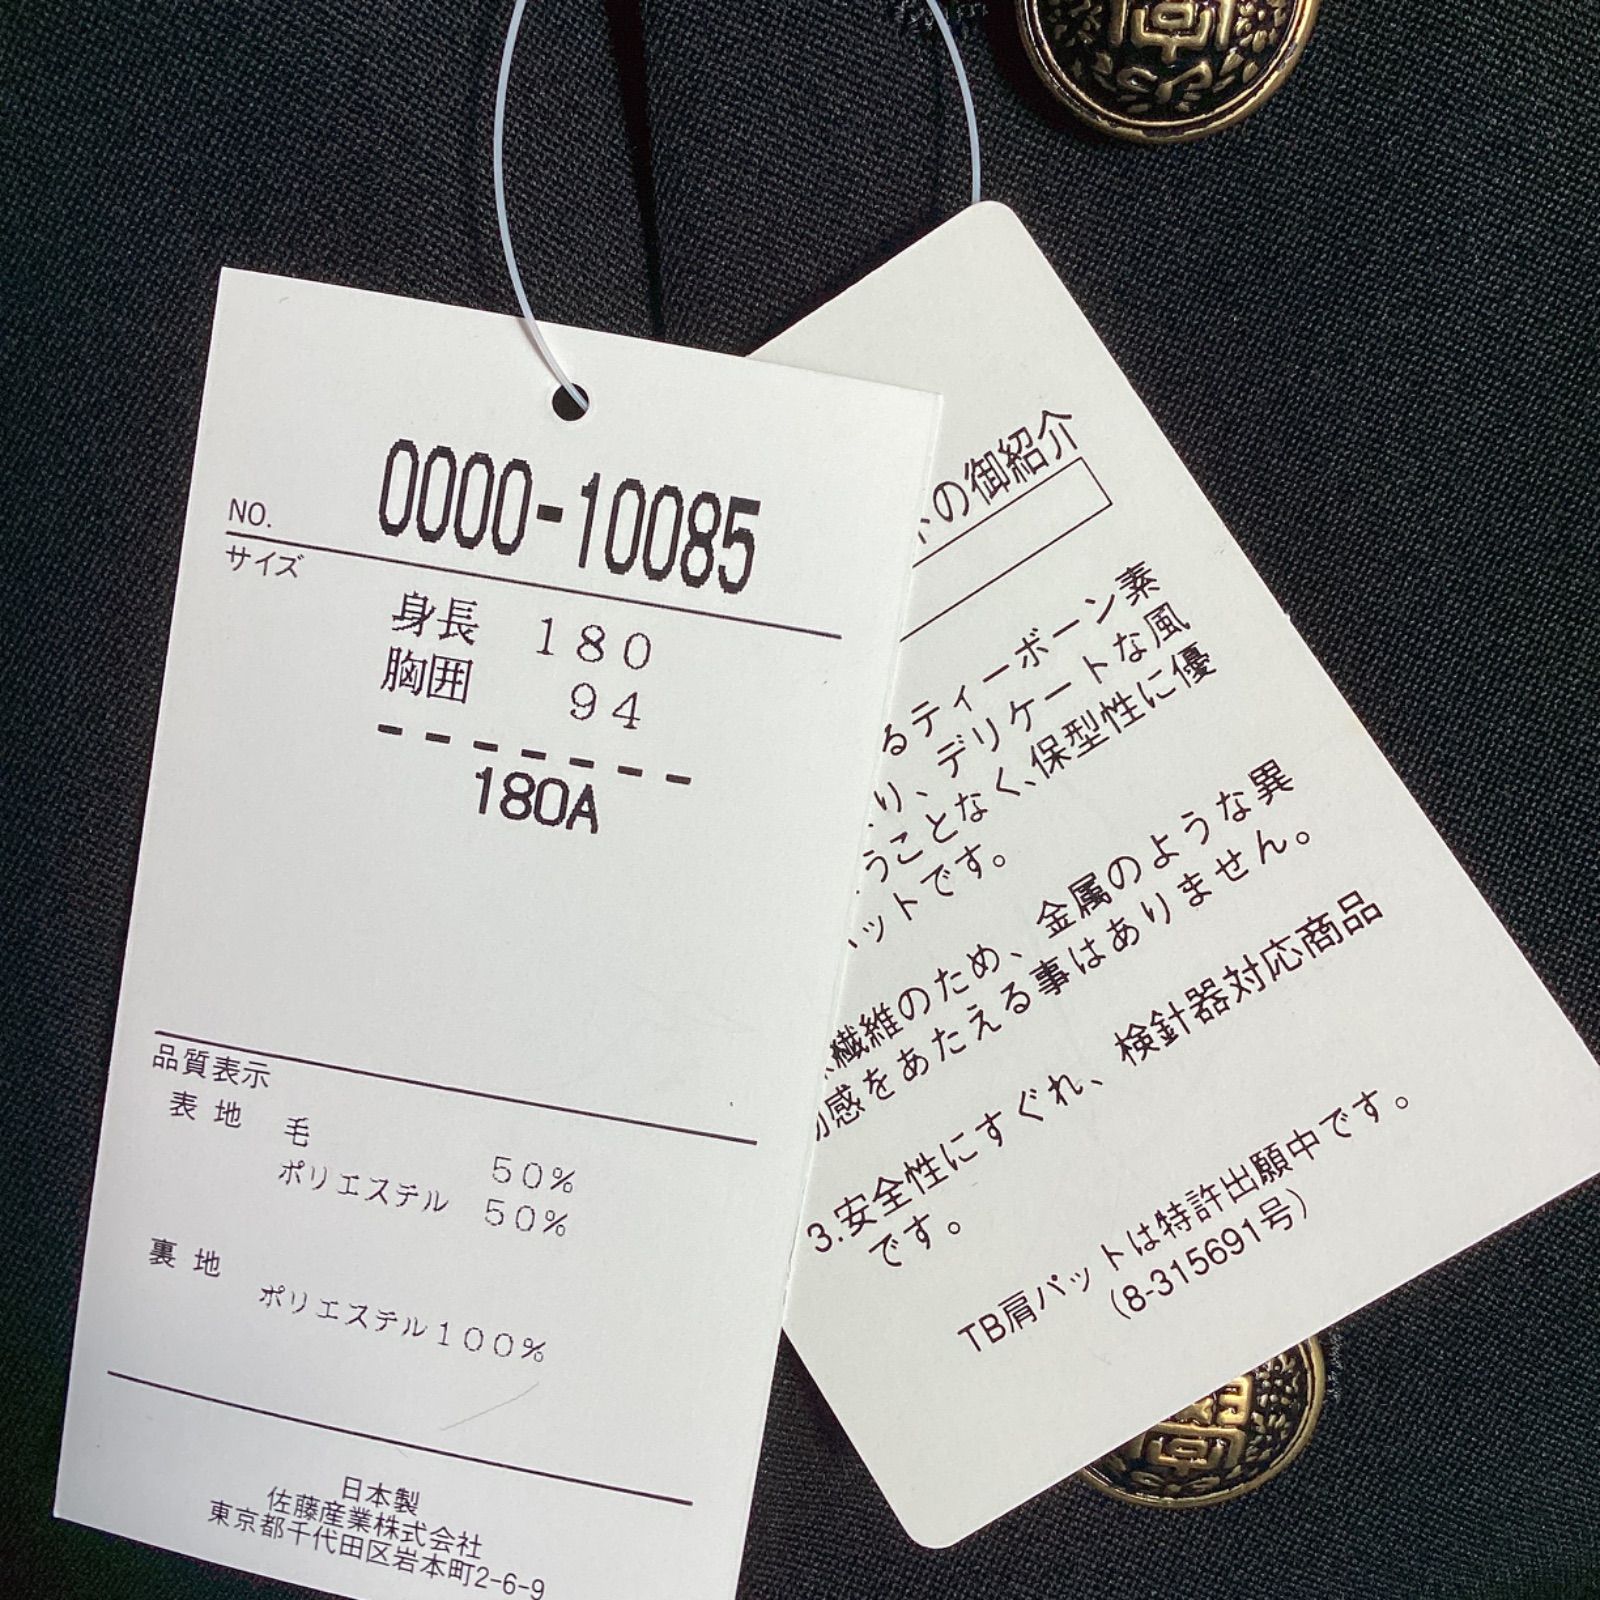 NO. 0000-10085
サイズ
身長 180
胸囲 94
-------
180A
品質表示
表地 毛 50%
ポリエステル 50%
裏地
ポリエステル100%
日本製
佐藤産業株式会社
東京都千代田区岩本町2-6-9
の御紹介
るティーボーン素
り、デリケートな風
うことなく、保型性に優
ットです。
繊維のため、金属のような異
感をあたえる事はありません。
3.安全性にすぐれ、検針器対応商品
です。
TB肩パットは特許出願中です。
(8-315691号)